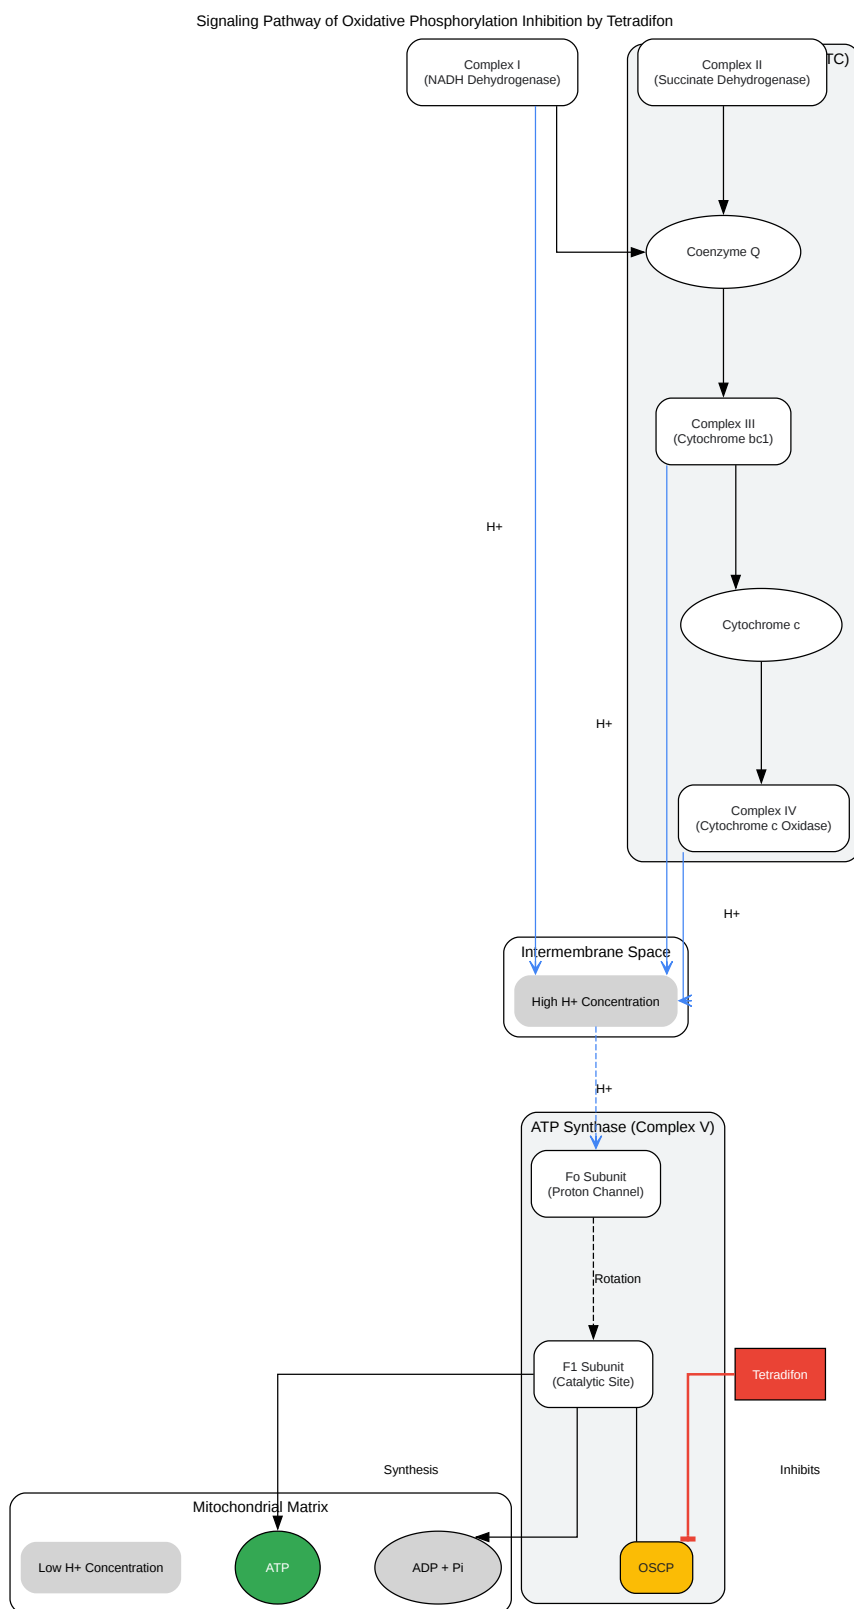 Signaling Pathway of Oxidative Phosphorylation Inhibition by Tetradifon
TC)
Complex I
(NADH Dehydrogenase)
Complex II
(Succinate Dehydrogenase)
Coenzyme Q
Complex III
(Cytochrome bc1)
H+
Cytochrome c
H+
Complex IV
(Cytochrome c Oxidase)
H+
Intermembrane Space
High H+ Concentration
H+
ATP Synthase (Complex V)
Fo Subunit
(Proton Channel)
Rotation
F1 Subunit
(Catalytic Site)
Tetradifon
Synthesis
Inhibits
Mitochondrial Matrix
Low H+ Concentration
ATP
ADP + Pi
OSCP